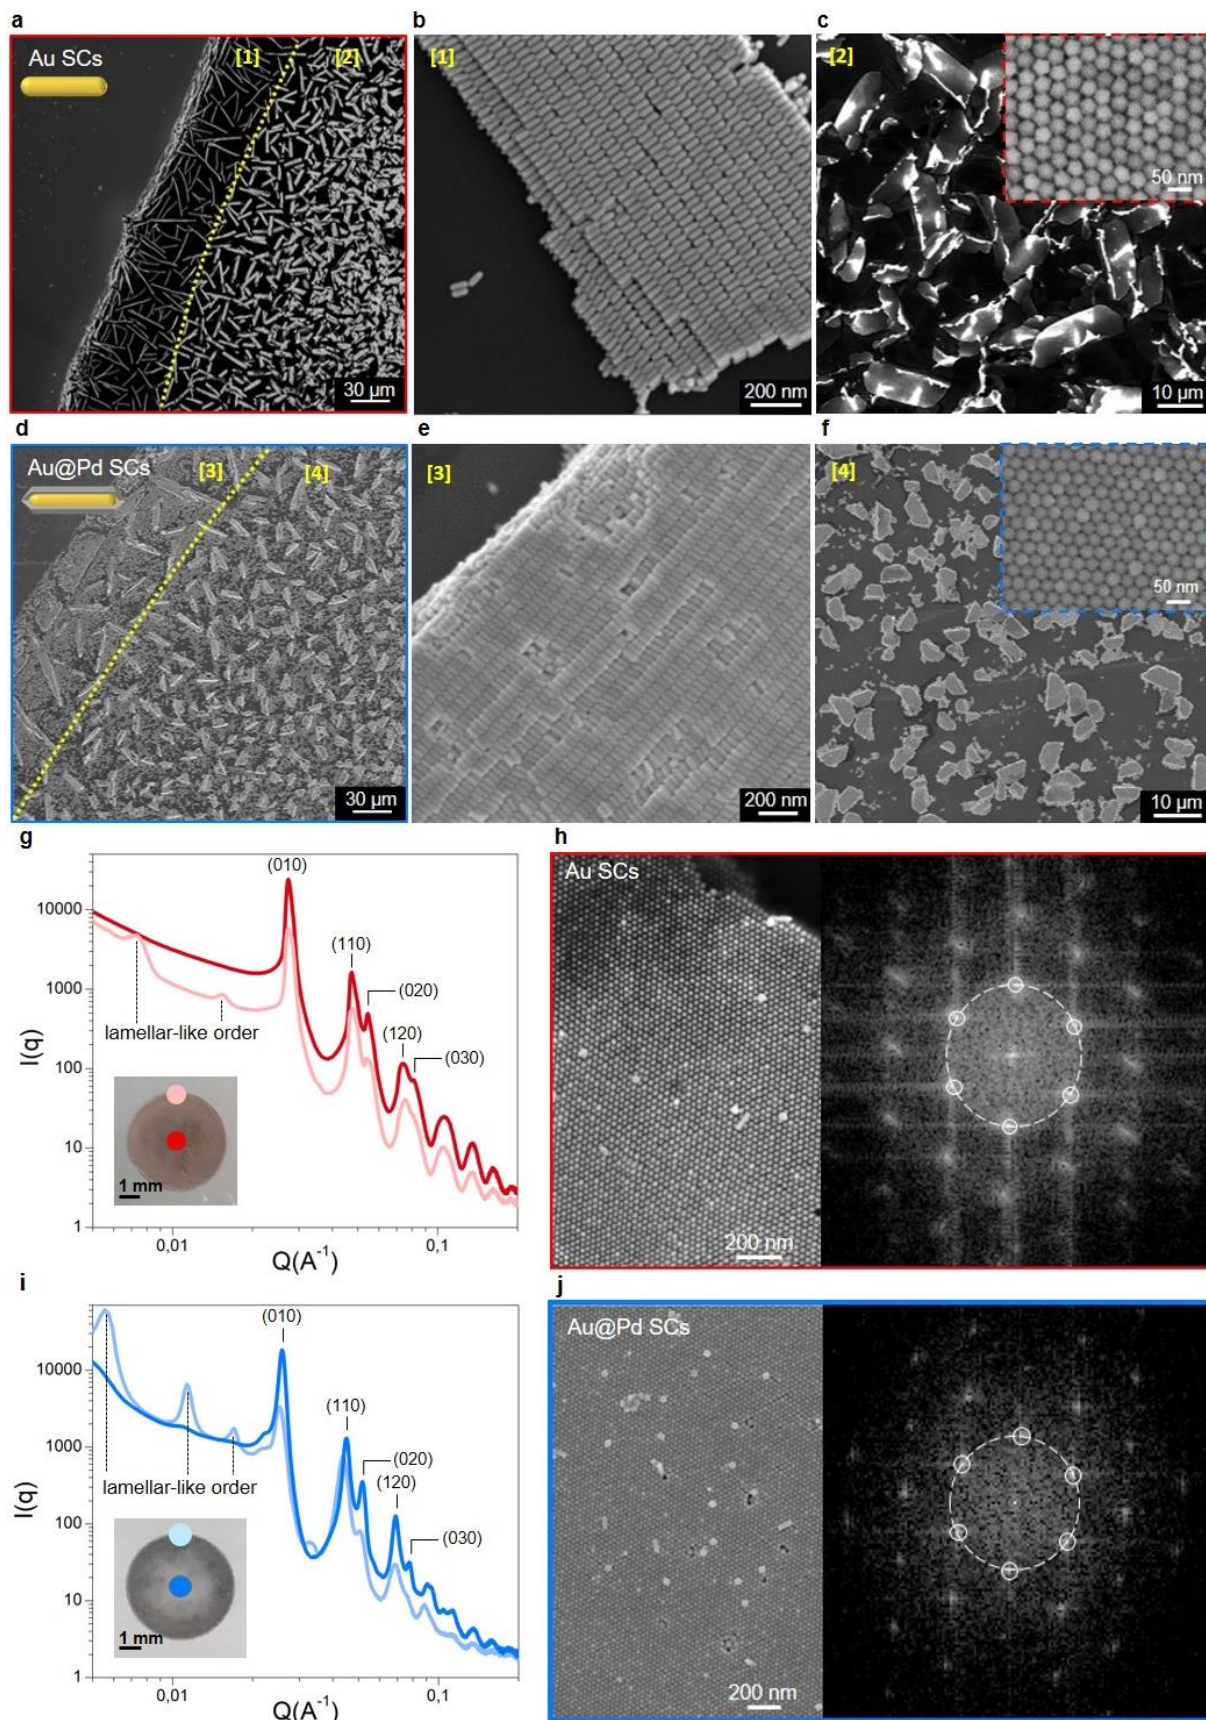 a
Au SCs
[1]
[2]
30 µm
b
[1]
200 nm
c
[2]
50 nm
10 µm
d
Au@Pd SCs
[3]
[4]
30 µm
e
[3]
200 nm
f
[4]
50 nm
10 µm
g
(010)
(110)
(020)
(120)
(030)
lamellar-like order
10000
1000
100
10
1
I(q)
1 mm
0,01
0,1
Q(A⁻¹)
h
Au SCs
200 nm
i
(010)
(110)
(020)
(120)
(030)
lamellar-like order
10000
1000
100
10
1
I(q)
1 mm
0,01
0,1
Q(A⁻¹)
j
Au@Pd SCs
200 nm